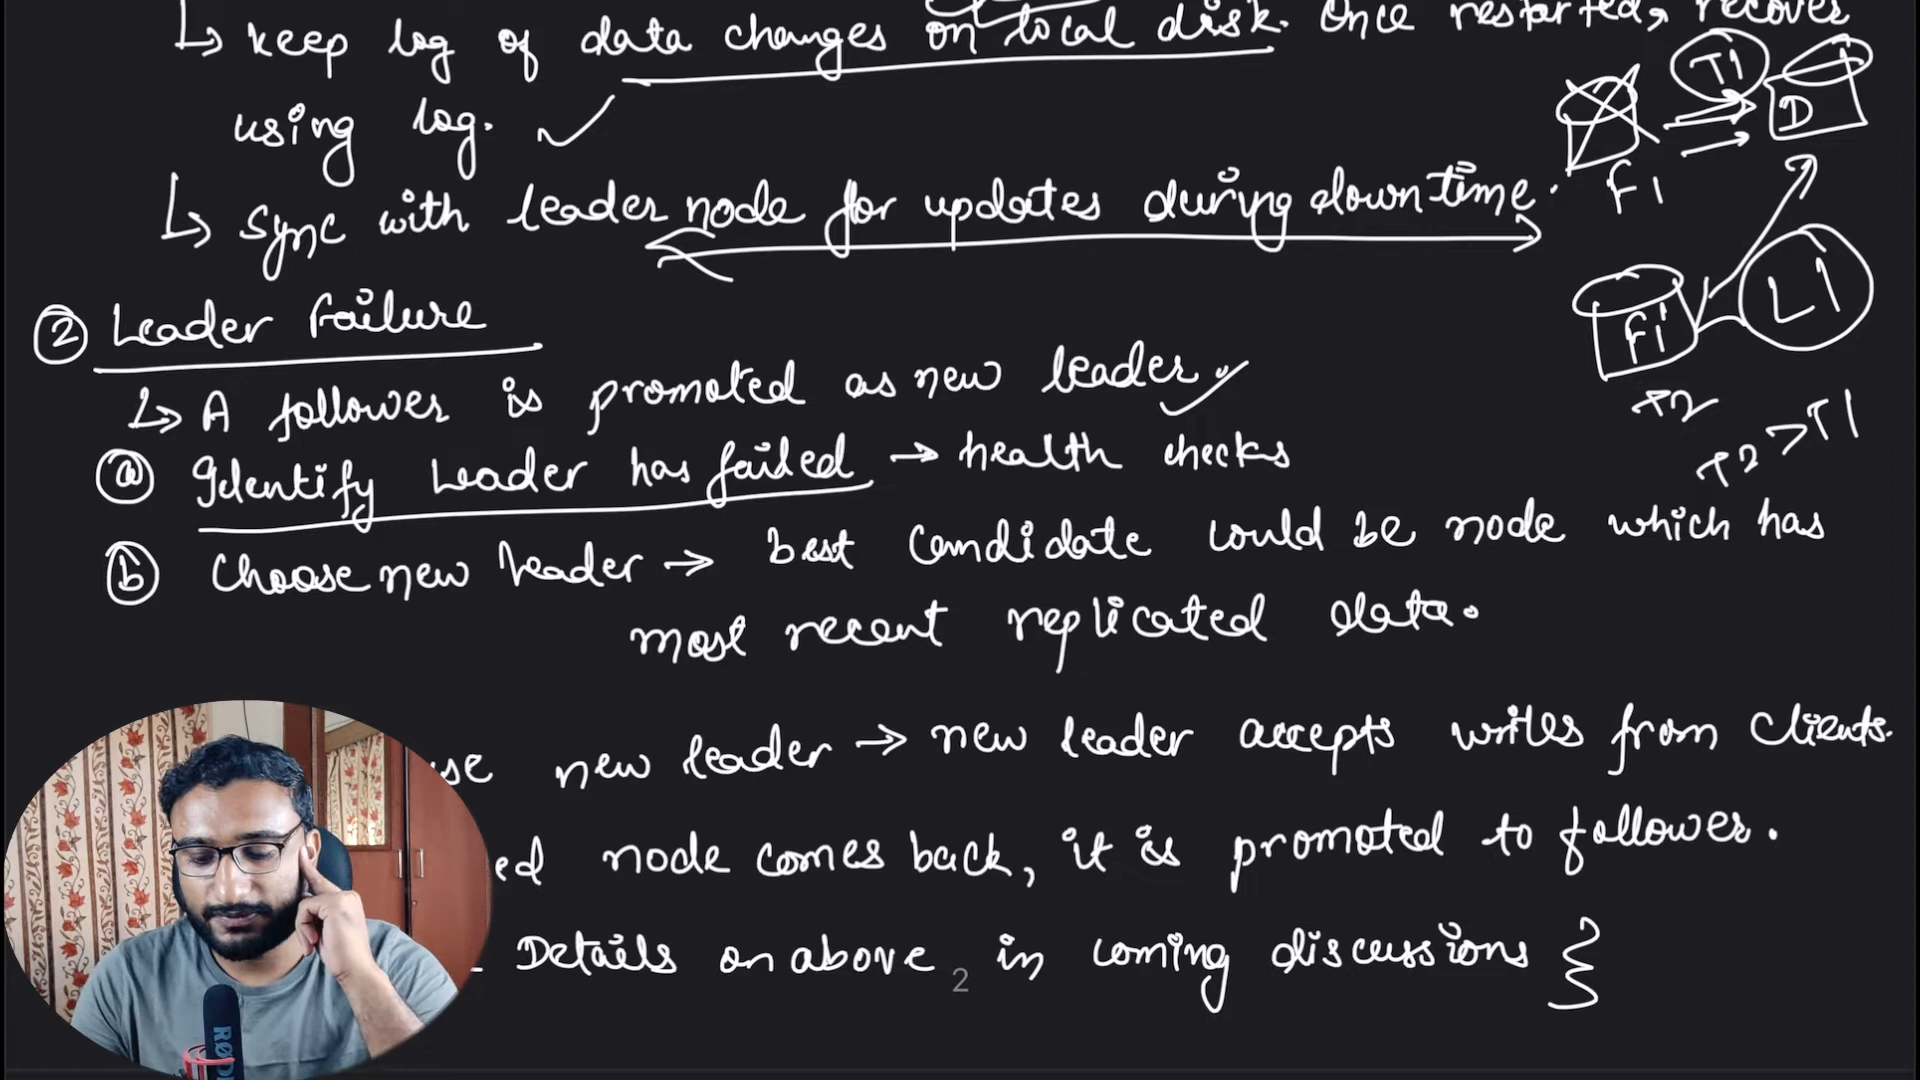 ↳ keep log of data changes on local disk. Once restarted, recover
using log. ✓
↳ Sync with leader node for updates during downtime.
T1
D
F1
F1
L1
T2
T2 > T1
② Leader Failure
↳ A follower is promoted as new leader. ✓
ⓐ Identify Leader has failed → health checks
ⓑ Choose new leader → best candidate could be node which has
most recent replicated data.
new leader → new leader accepts writes from clients.
node comes back, it is promoted to follower.
Details on above in coming discussions
2
RØDE